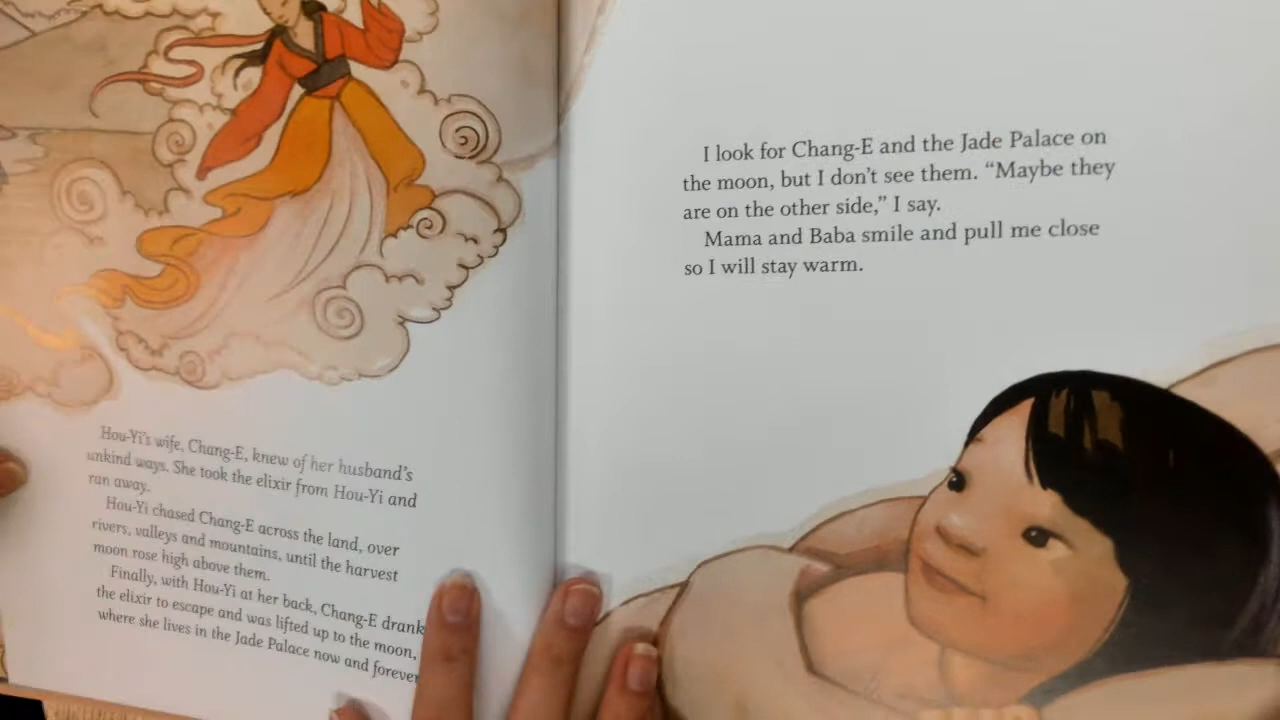 Hou-Yi's wife, Chang-E, knew of her husband's
unkind ways. She took the elixir from Hou-Yi and
ran away.
Hou-Yi chased Chang-E across the land, over
rivers, valleys and mountains, until the harvest
moon rose high above them.
Finally, with Hou-Yi at her back, Chang-E drank
the elixir to escape and was lifted up to the moon,
where she lives in the Jade Palace now and forever
I look for Chang-E and the Jade Palace on
the moon, but I don't see them. “Maybe they
are on the other side,” I say.
Mama and Baba smile and pull me close
so I will stay warm.